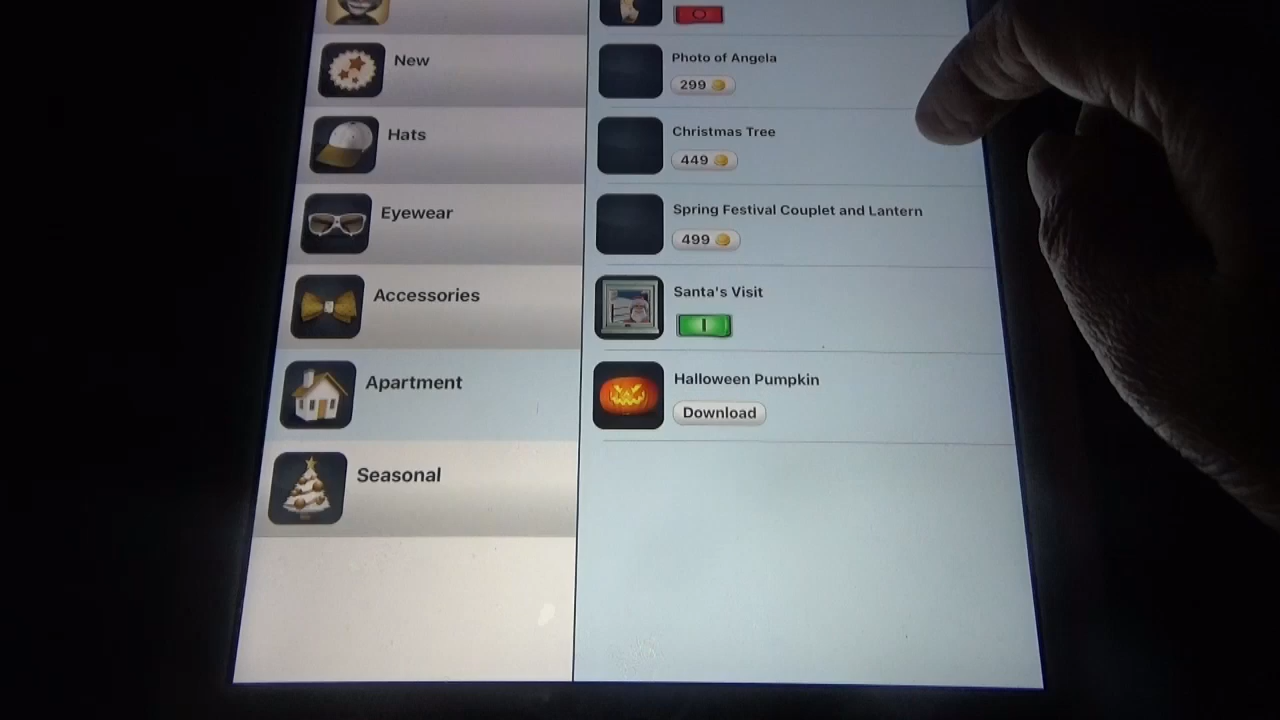 New
Hats
Eyewear
Accessories
Apartment
Seasonal
Photo of Angela
299
Christmas Tree
449
Spring Festival Couplet and Lantern
499
Santa's Visit
Halloween Pumpkin
Download